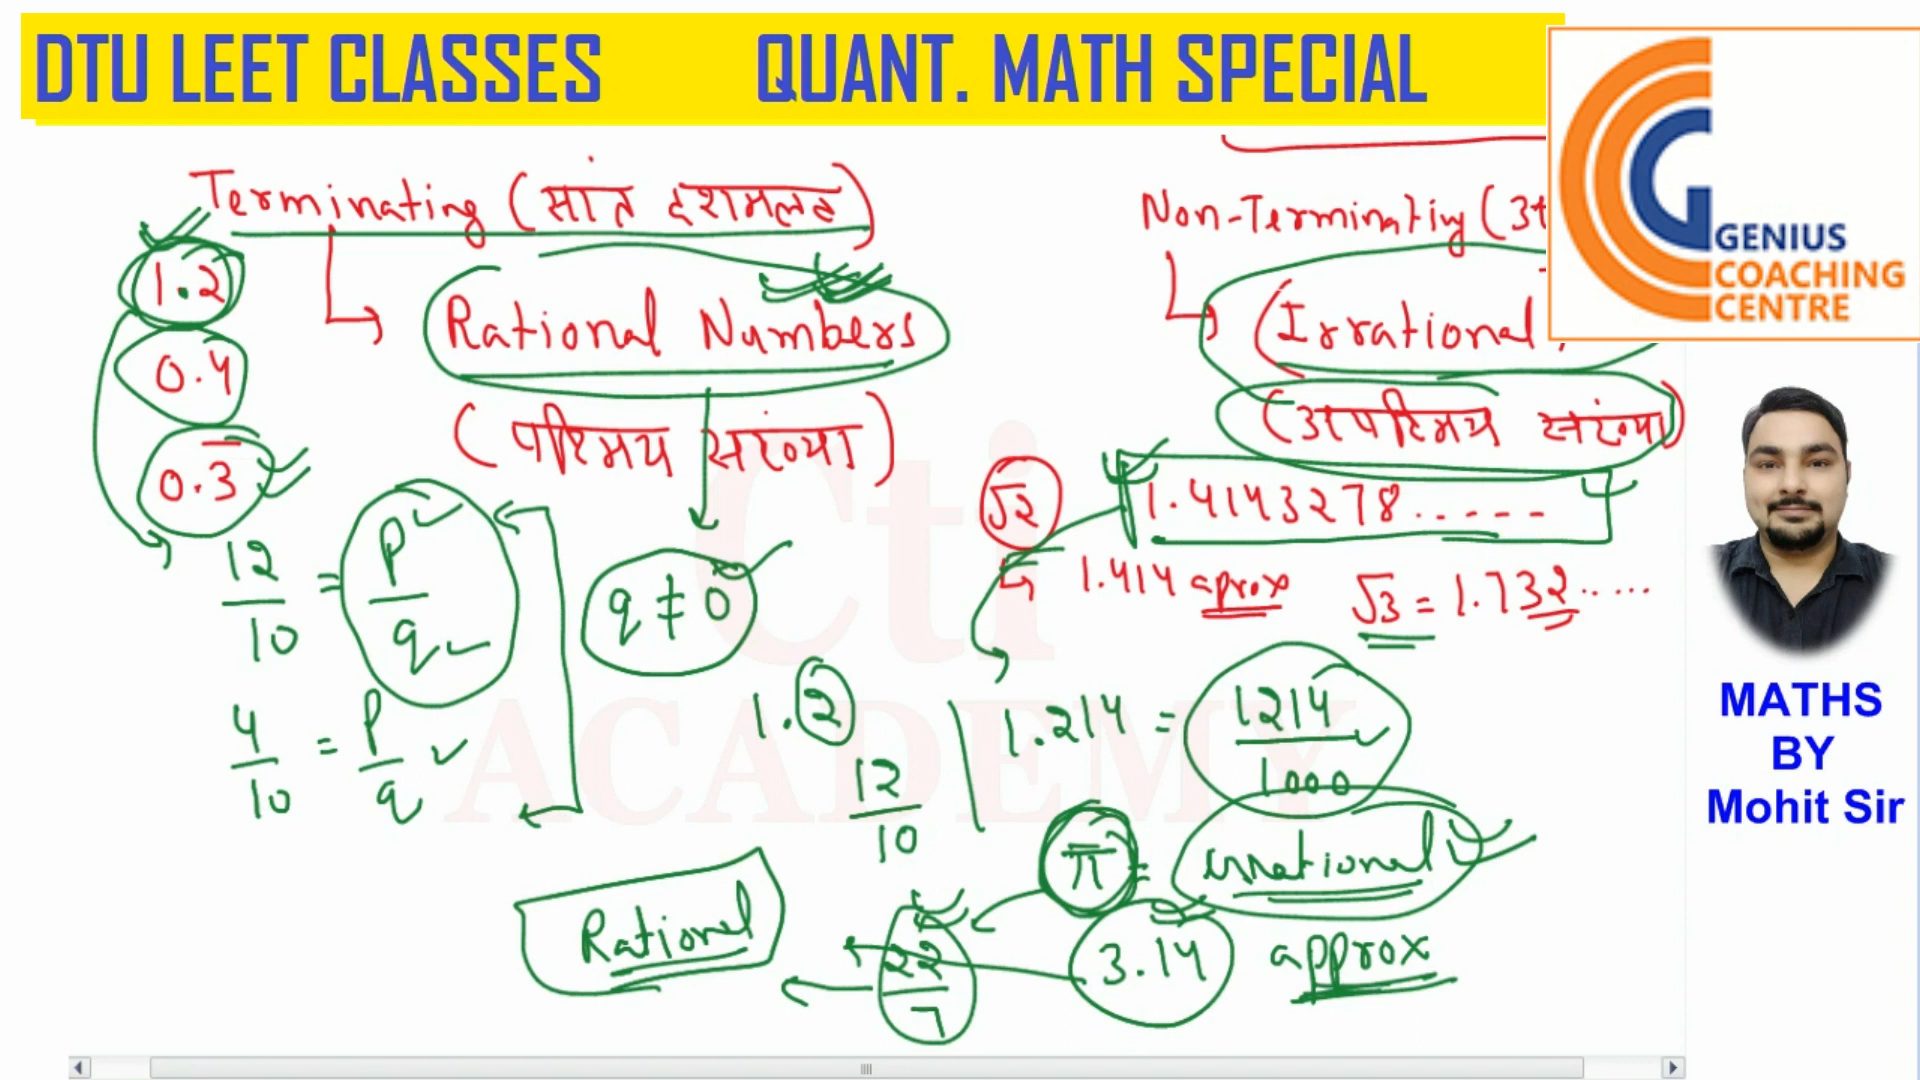 DTU LEET CLASSES QUANT. MATH SPECIAL
GENIUS
COACHING
CENTRE
Terminating (सांत दशमलव)
Non-Terminating (अ
1.2
Rational Numbers
Irrational
0.4
(परिमेय संख्या)
(अपरिमेय संख्या)
0.3̅
√2
1.4143278.......
1.414 aprox
√3 = 1.732.....
12/10 = p/q
q ≠ 0
4/10 = p/q
1.2
12/10
1.214 = 1214/1000
π = irrational
Rational
22/7
3.14 approx
Cti
ACADEMY
MATHS
BY
Mohit Sir